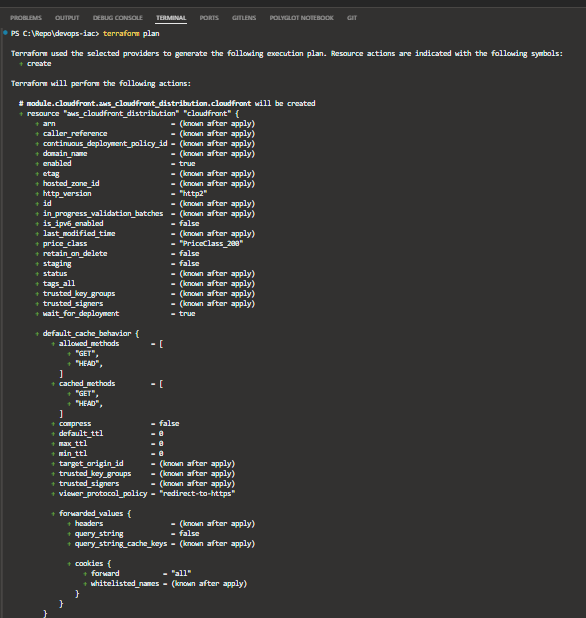 PROBLEMS OUTPUT DEBUG CONSOLE TERMINAL PORTS GITLENS POLYGLOT NOTEBOOK GIT
PS C:\Repo\devops-iac> terraform plan
Terraform used the selected providers to generate the following execution plan. Resource actions are indicated with the following symbols:
+ create
Terraform will perform the following actions:
# module.cloudfront.aws_cloudfront_distribution.cloudfront will be created
+ resource "aws_cloudfront_distribution" "cloudfront" {
+ arn = (known after apply)
+ caller_reference = (known after apply)
+ continuous_deployment_policy_id = (known after apply)
+ domain_name = (known after apply)
+ enabled = true
+ etag = (known after apply)
+ hosted_zone_id = (known after apply)
+ http_version = "http2"
+ id = (known after apply)
+ in_progress_validation_batches = (known after apply)
+ is_ipv6_enabled = false
+ last_modified_time = (known after apply)
+ price_class = "PriceClass_200"
+ retain_on_delete = false
+ staging = false
+ status = (known after apply)
+ tags_all = (known after apply)
+ trusted_key_groups = (known after apply)
+ trusted_signers = (known after apply)
+ wait_for_deployment = true
+ default_cache_behavior {
+ allowed_methods = [
+ "GET",
+ "HEAD",
]
+ cached_methods = [
+ "GET",
+ "HEAD",
]
+ compress = false
+ default_ttl = 0
+ max_ttl = 0
+ min_ttl = 0
+ target_origin_id = (known after apply)
+ trusted_key_groups = (known after apply)
+ trusted_signers = (known after apply)
+ viewer_protocol_policy = "redirect-to-https"
+ forwarded_values {
+ headers = (known after apply)
+ query_string = false
+ query_string_cache_keys = (known after apply)
+ cookies {
+ forward = "all"
+ whitelisted_names = (known after apply)
}
}
}